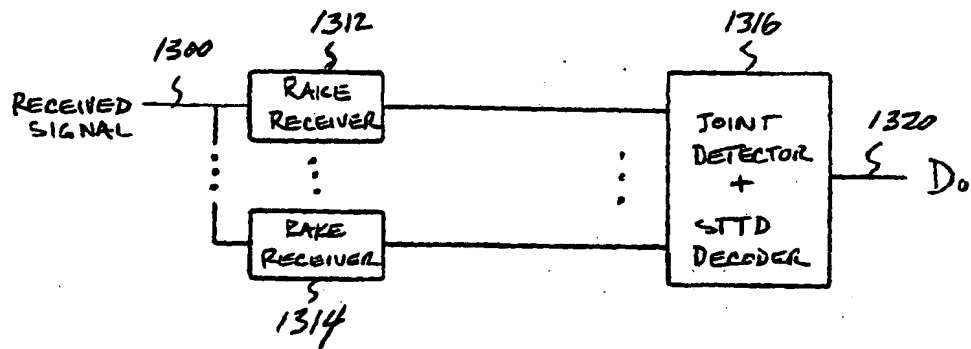 1300
1312
1316
RECEIVED
SIGNAL
RAKE
RECEIVER
JOINT
DETECTOR
+
STTD
DECODER
1320
D₀
RAKE
RECEIVER
1314